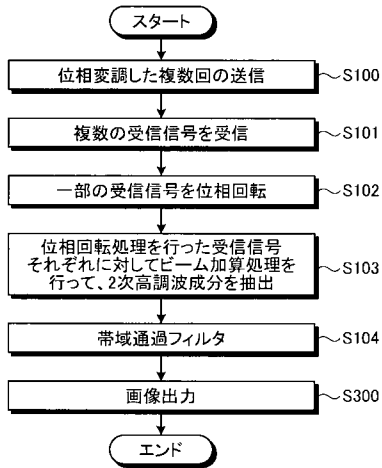 スタート
位相変調した複数回の送信
S100
複数の受信信号を受信
S101
一部の受信信号を位相回転
S102
位相回転処理を行った受信信号
それぞれに対してビーム加算処理を
行って、2次高調波成分を抽出
S103
帯域通過フィルタ
S104
画像出力
S300
エンド